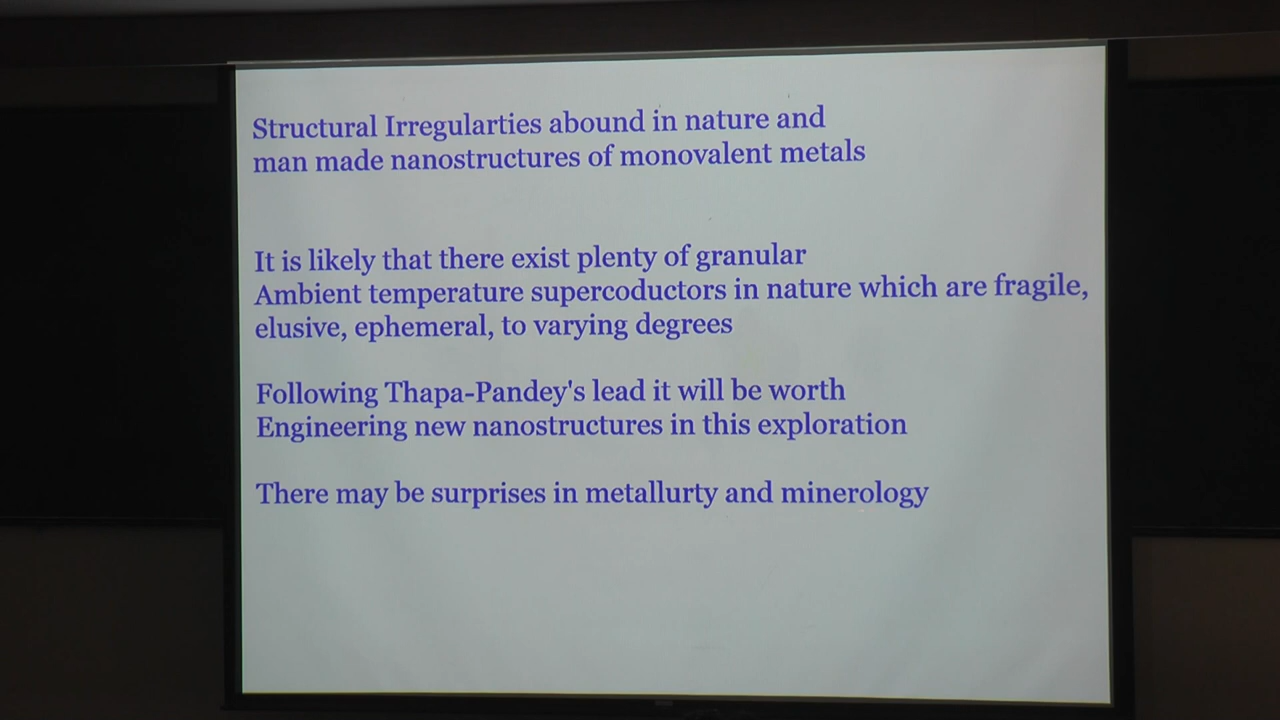 Structural Irregularties abound in nature and
man made nanostructures of monovalent metals
It is likely that there exist plenty of granular
Ambient temperature supercoductors in nature which are fragile,
elusive, ephemeral, to varying degrees
Following Thapa-Pandey's lead it will be worth
Engineering new nanostructures in this exploration
There may be surprises in metallurty and minerology